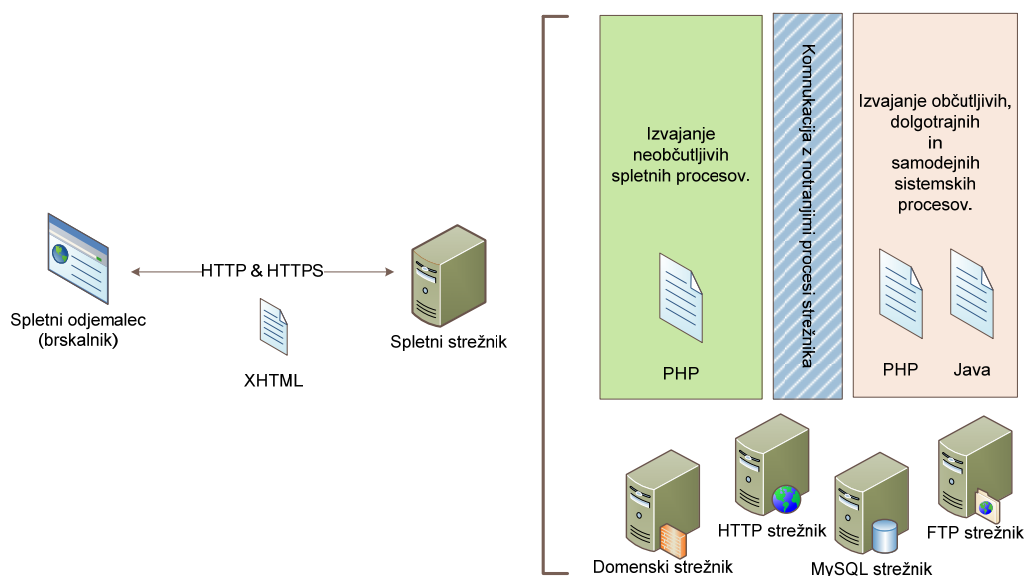 Spletni odjemalec
(brskalnik)
HTTP & HTTPS
XHTML
Spletni strežnik
Izvajanje
neobčutljivih
spletnih procesov.
PHP
Komnukacija z notranjimi procesi strežnika
Izvajanje občutljivih,
dolgotrajnih
in
samodejnih
sistemskih
procesov.
PHP
Java
Domenski strežnik
HTTP strežnik
MySQL strežnik
FTP strežnik